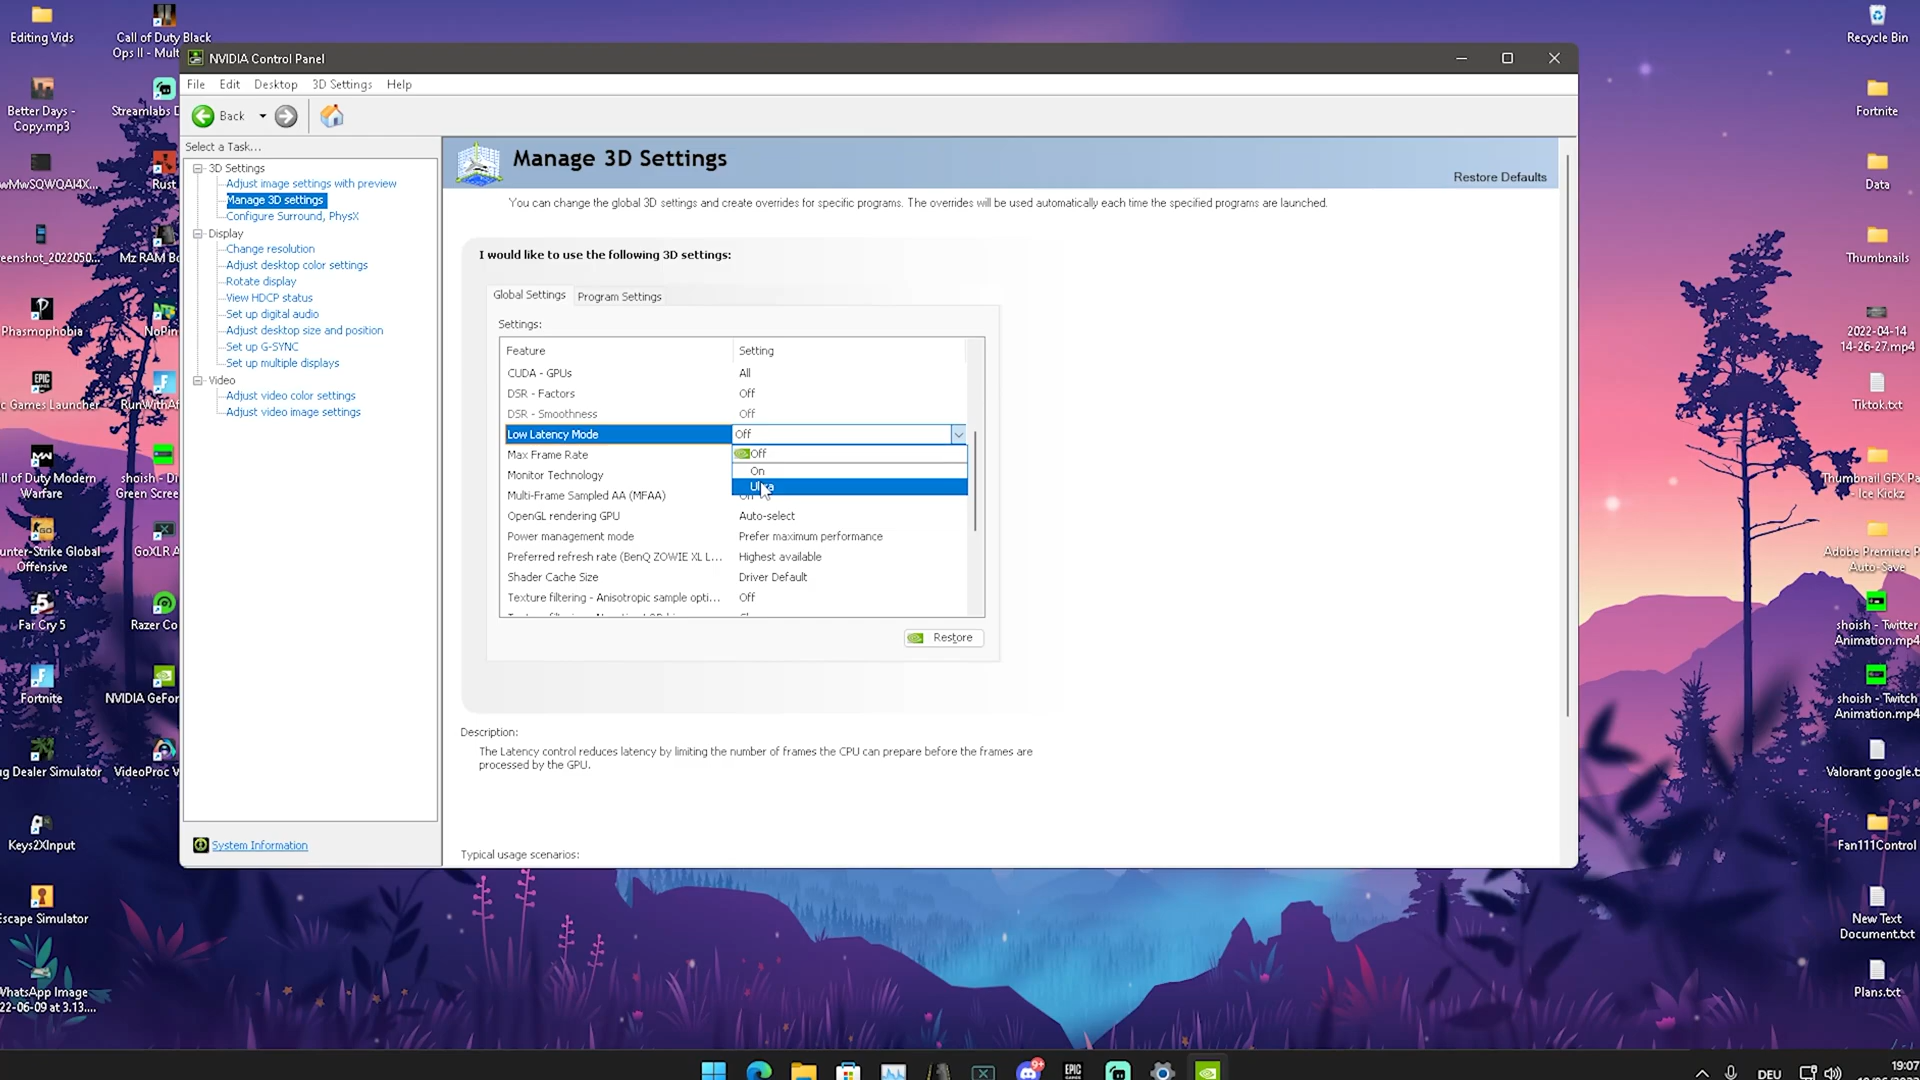 Editing Vids
Call of Duty Black
Ops II - Mult
Recycle Bin
NVIDIA Control Panel
File Edit Desktop 3D Settings Help
Better Days -
Copy.mp3
Streamlabs D
Fortnite
Back
Select a Task...
3D Settings
Adjust image settings with preview
Manage 3D settings
Configure Surround, PhysX
Display
Change resolution
Adjust desktop color settings
Rotate display
View HDCP status
Set up digital audio
Adjust desktop size and position
Set up G-SYNC
Set up multiple displays
Video
Adjust video color settings
Adjust video image settings
System Information
Manage 3D Settings
Restore Defaults
You can change the global 3D settings and create overrides for specific programs. The overrides will be used automatically each time the specified programs are launched.
I would like to use the following 3D settings:
Global Settings Program Settings
Settings:
Feature Setting
CUDA - GPUs All
DSR - Factors Off
DSR - Smoothness Off
Low Latency Mode Off
Off
On
Ultra
Max Frame Rate
Monitor Technology
Multi-Frame Sampled AA (MFAA)
OpenGL rendering GPU Auto-select
Power management mode Prefer maximum performance
Preferred refresh rate (BenQ ZOWIE XL L... Highest available
Shader Cache Size Driver Default
Texture filtering - Anisotropic sample opti... Off
Restore
Description:
The Latency control reduces latency by limiting the number of frames the CPU can prepare before the frames are
processed by the GPU.
Typical usage scenarios:
wMwSQWQAI4X...
Rust
Data
eenshot_2022050...
Mz RAM Bo
Thumbnails
Phasmophobia
NoPin
2022-04-14
14-26-27.mp4
c Games Launcher
RunWithAf
Tiktok.txt
ll of Duty Modern
Warfare
shoish - Di
Green Scree
Thumbnail GFX Pa
- Ice Kickz
unter-Strike Global
Offensive
GoXLR A
Adobe Premiere P
Auto-Save
Far Cry 5
Razer Co
shoish - Twitter
Animation.mp4
Fortnite
NVIDIA GeFor
shoish - Twitch
Animation.mp4
ug Dealer Simulator
VideoProc V
Valorant google.t
Keys2XInput
Fan111Control
Escape Simulator
New Text
Document.txt
WhatsApp Image
22-06-09 at 3.13....
Plans.txt
DEU
19:07